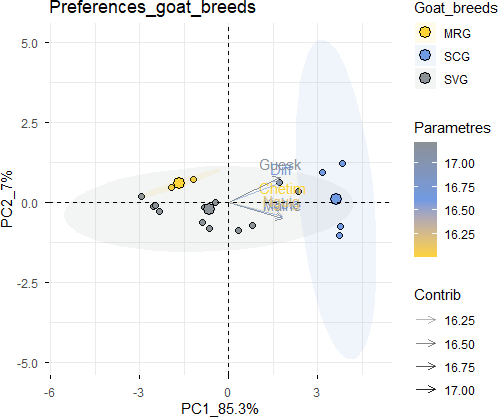 Preferences_goat_breeds
5.0
2.5
0.0
-2.5
-5.0
PC2_7%
-6
-3
0
3
PC1_85.3%
Guesk
Diff
Chetim
Goat_breeds
MRG
SCG
SVG
Parametres
17.00
16.75
16.50
16.25
Contrib
16.25
16.50
16.75
17.00